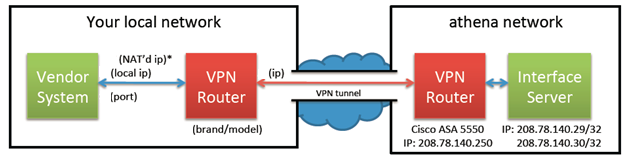 Your local network
athena network
Vendor
System
(NAT'd ip)*
(local ip)
(port)
VPN
Router
(brand/model)
(ip)
VPN tunnel
VPN
Router
Cisco ASA 5550
IP: 208.78.140.250
Interface
Server
IP: 208.78.140.29/32
208.78.140.30/32